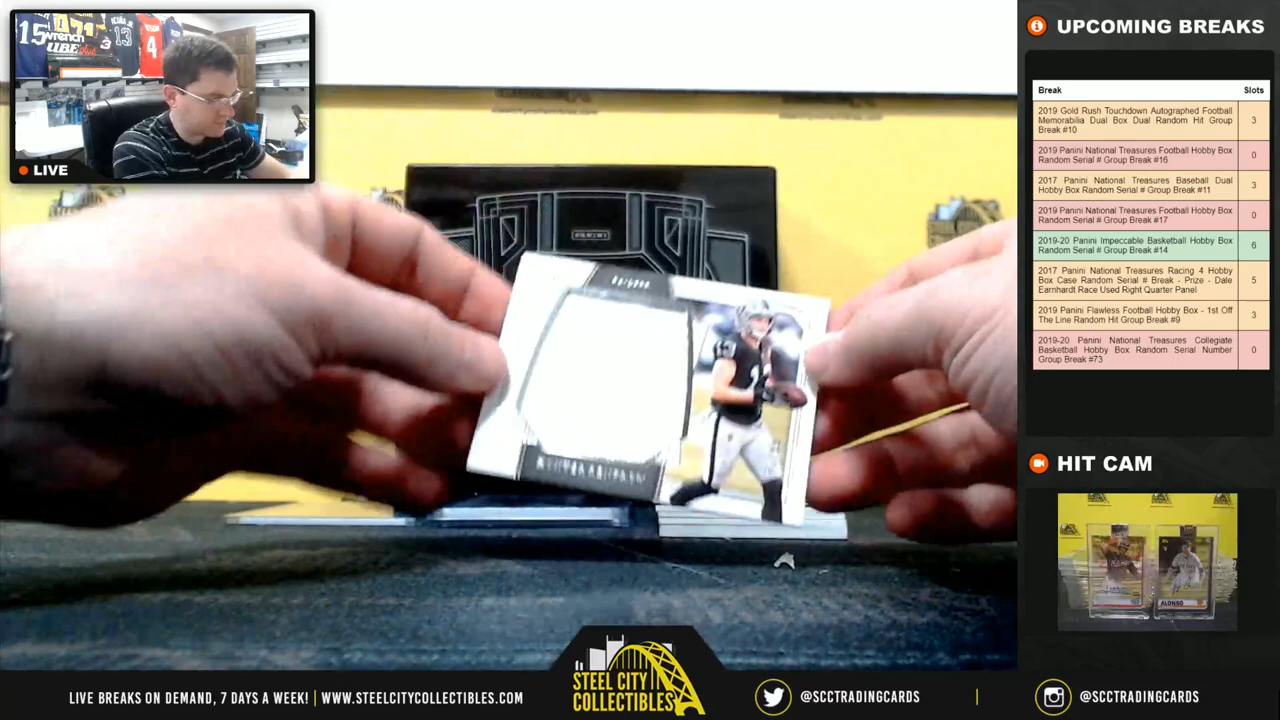 UPCOMING BREAKS
Break Slots
2019 Gold Rush Touchdown Autographed Football
Memorabilia Dual Box Dual Random Hit Group
Break #10
3
2019 Panini National Treasures Football Hobby Box
Random Serial # Group Break #16
0
2017 Panini National Treasures Baseball Dual
Hobby Box Random Serial # Group Break #11
3
2019 Panini National Treasures Football Hobby Box
Random Serial # Group Break #17
0
2019-20 Panini Impeccable Basketball Hobby Box
Random Serial # Group Break #14
6
2017 Panini National Treasures Racing 4 Hobby
Box Case Random Serial # Break - Prize - Dale
Earnhardt Race Used Right Quarter Panel
5
2019 Panini Flawless Football Hobby Box - 1st Off
The Line Random Hit Group Break #9
3
2019-20 Panini National Treasures Collegiate
Basketball Hobby Box Random Serial Number
Group Break #73
0
HIT CAM
ALONSO
LIVE
15
13
4
LIVE BREAKS ON DEMAND, 7 DAYS A WEEK! | WWW.STEELCITYCOLLECTIBLES.COM
STEEL CITY
COLLECTIBLES
@SCCTRADINGCARDS
@SCCTRADINGCARDS